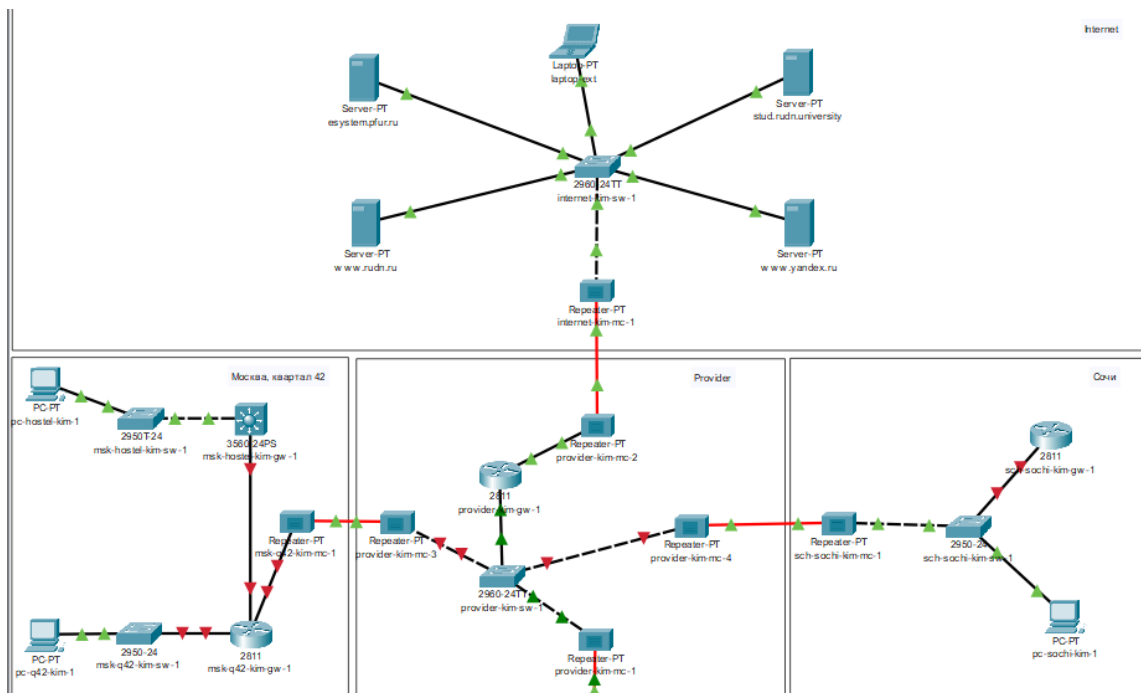 Internet
Laptop-PT
laptop-ext
Server-PT
esystem.pfur.ru
Server-PT
stud.rudn.university
2960-24TT
internet-kim-sw-1
Server-PT
www.rudn.ru
Server-PT
www.yandex.ru
Repeater-PT
internet-kim-mc-1
Москва, квартал 42
PC-PT
pc-hostel-kim-1
2950T-24
msk-hostel-kim-sw-1
3560-24PS
msk-hostel-kim-gw-1
Repeater-PT
msk-q42-kim-mc-1
PC-PT
pc-q42-kim-1
2950-24
msk-q42-kim-sw-1
2811
msk-q42-kim-gw-1
Provider
Repeater-PT
provider-kim-mc-2
2811
provider-kim-gw-1
Repeater-PT
provider-kim-mc-3
Repeater-PT
provider-kim-mc-4
2960-24TT
provider-kim-sw-1
Repeater-PT
provider-kim-mc-1
Сочи
2811
sch-sochi-kim-gw-1
Repeater-PT
sch-sochi-kim-mc-1
2950-24
sch-sochi-kim-sw-1
PC-PT
pc-sochi-kim-1